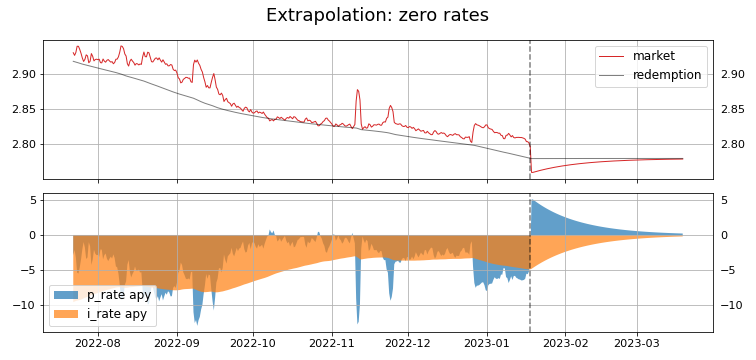 Extrapolation: zero rates
market
redemption
2.90
2.85
2.80
2.90
2.85
2.80
5
0
−5
−10
5
0
−5
−10
p_rate apy
i_rate apy
2022-08 2022-09 2022-10 2022-11 2022-12 2023-01 2023-02 2023-03